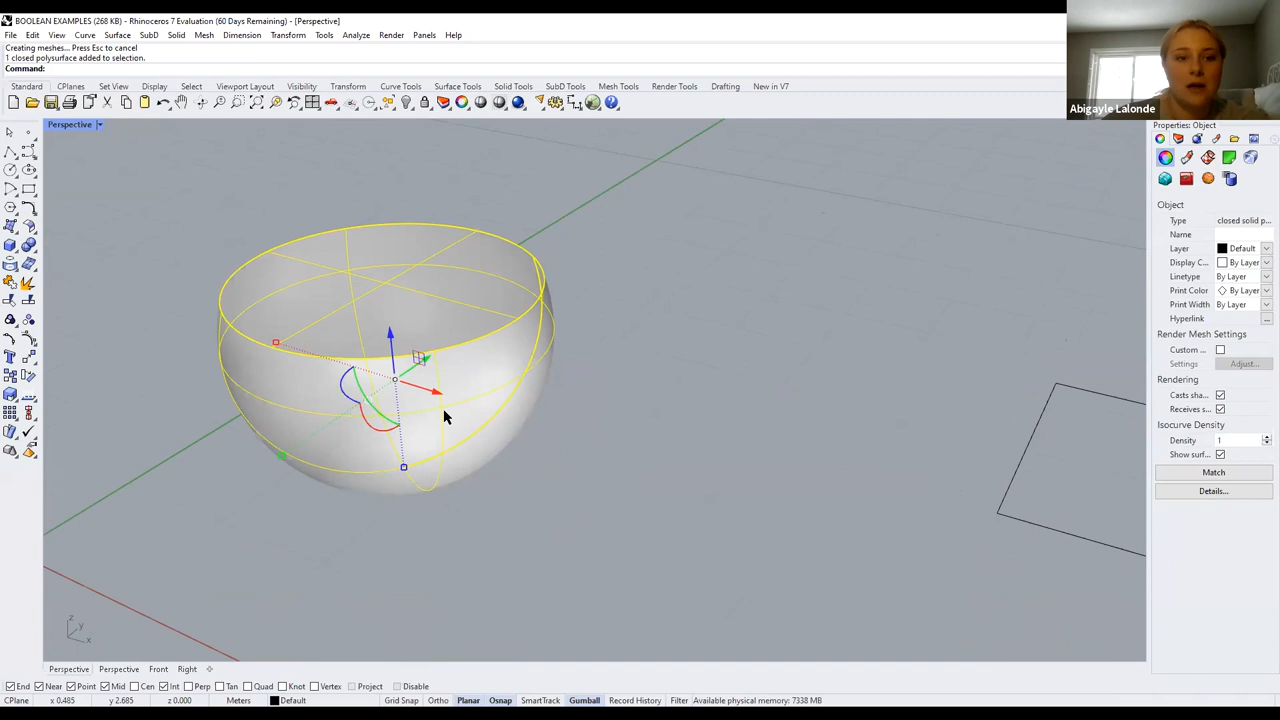 BOOLEAN EXAMPLES (268 KB) - Rhinoceros 7 Evaluation (60 Days Remaining) - [Perspective]
File Edit View Curve Surface SubD Solid Mesh Dimension Transform Tools Analyze Render Panels Help
Creating meshes... Press Esc to cancel
1 closed polysurface added to selection.
Command:
Standard CPlanes Set View Display Select Viewport Layout Visibility Transform Curve Tools Surface Tools Solid Tools SubD Tools Mesh Tools Render Tools Drafting New in V7
Abigayle Lalonde
Perspective
Properties: Object
Object
Type closed solid p...
Name
Layer Default
Display C... By Layer
Linetype By Layer
Print Color By Layer
Print Width By Layer
Hyperlink ...
Render Mesh Settings
Custom ...
Settings Adjust...
Rendering
Casts sha...
Receives s...
Isocurve Density
Density 1
Show surf...
Match
Details...
z
y
x
Perspective Perspective Front Right
End Near Point Mid Cen Int Perp Tan Quad Knot Vertex Project Disable
CPlane x 0.485 y 2.685 z 0.000 Meters Default Grid Snap Ortho Planar Osnap SmartTrack Gumball Record History Filter Available physical memory: 7338 MB